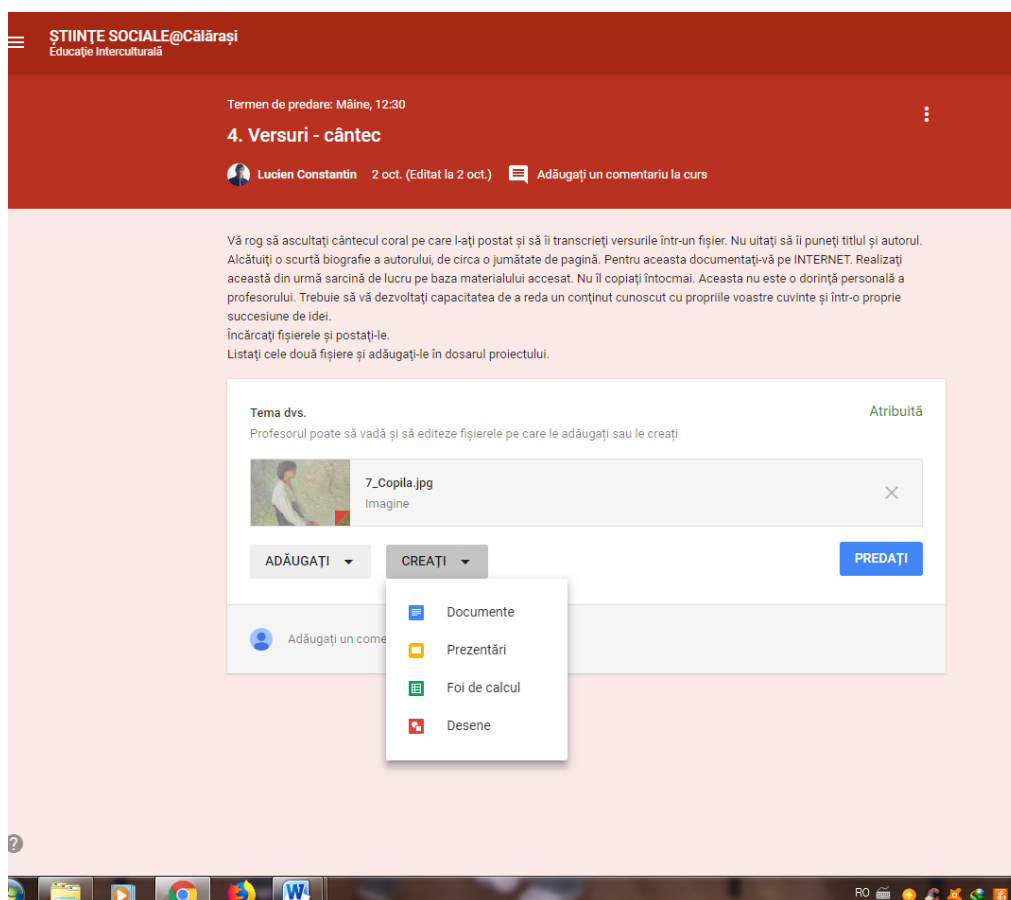 ȘTIINȚE SOCIALE@Călărași
Educație Interculturală
Termen de predare: Mâine, 12:30
4. Versuri - cântec
Lucien Constantin 2 oct. (Editat la 2 oct.) Adăugați un comentariu la curs
Vă rog să ascultați cântecul coral pe care l-ați postat și să îi transcrieți versurile într-un fișier. Nu uitați să îi puneți titlul și autorul.
Alcătuiți o scurtă biografie a autorului, de circa o jumătate de pagină. Pentru aceasta documentați-vă pe INTERNET. Realizați
această din urmă sarcină de lucru pe baza materialului accesat. Nu îl copiați întocmai. Aceasta nu este o dorință personală a
profesorului. Trebuie să vă dezvoltați capacitatea de a reda un conținut cunoscut cu propriile voastre cuvinte și într-o proprie
succesiune de idei.
Încărcați fișierele și postați-le.
Listați cele două fișiere și adăugați-le în dosarul proiectului.
Tema dvs.
Atribuită
Profesorul poate să vadă și să editeze fișierele pe care le adăugați sau le creați
7_Copila.jpg
Imagine
ADĂUGAȚI CREAȚI PREDAȚI
Documente
Adăugați un come
Prezentări
Foi de calcul
Desene
?
W RO